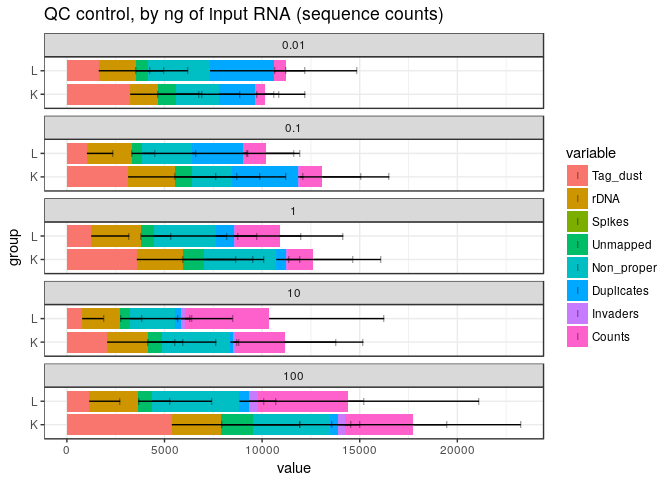 QC control, by ng of input RNA (sequence counts)
0.01
L
K
0.1
L
K
1
L
K
10
L
K
100
L
K
0 5000 10000 15000 20000
value
group
variable
Tag_dust
rDNA
Spikes
Unmapped
Non_proper
Duplicates
Invaders
Counts